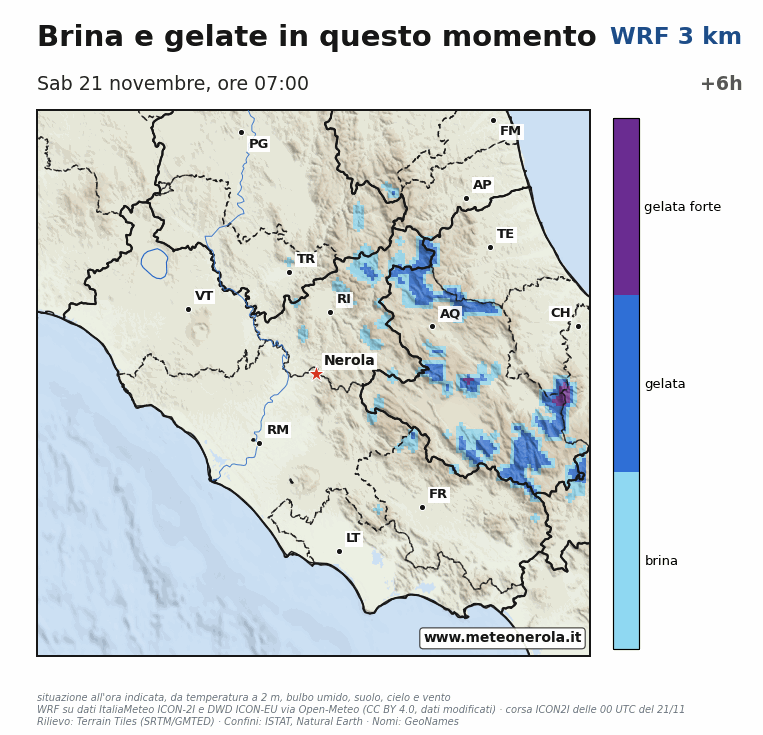 Brina e gelate in questo momento WRF 3 km
Sab 21 novembre, ore 07:00 +6h
FM
PG
AP
TE
TR
VT
RI
AQ
CH
Nerola
RM
FR
LT
gelata forte
gelata
brina
www.meteonerola.it
situazione all'ora indicata, da temperatura a 2 m, bulbo umido, suolo, cielo e vento
WRF su dati ItaliaMeteo ICON-2I e DWD ICON-EU via Open-Meteo (CC BY 4.0, dati modificati) · corsa ICON2I delle 00 UTC del 21/11
Rilievo: Terrain Tiles (SRTM/GMTED) · Confini: ISTAT, Natural Earth · Nomi: GeoNames